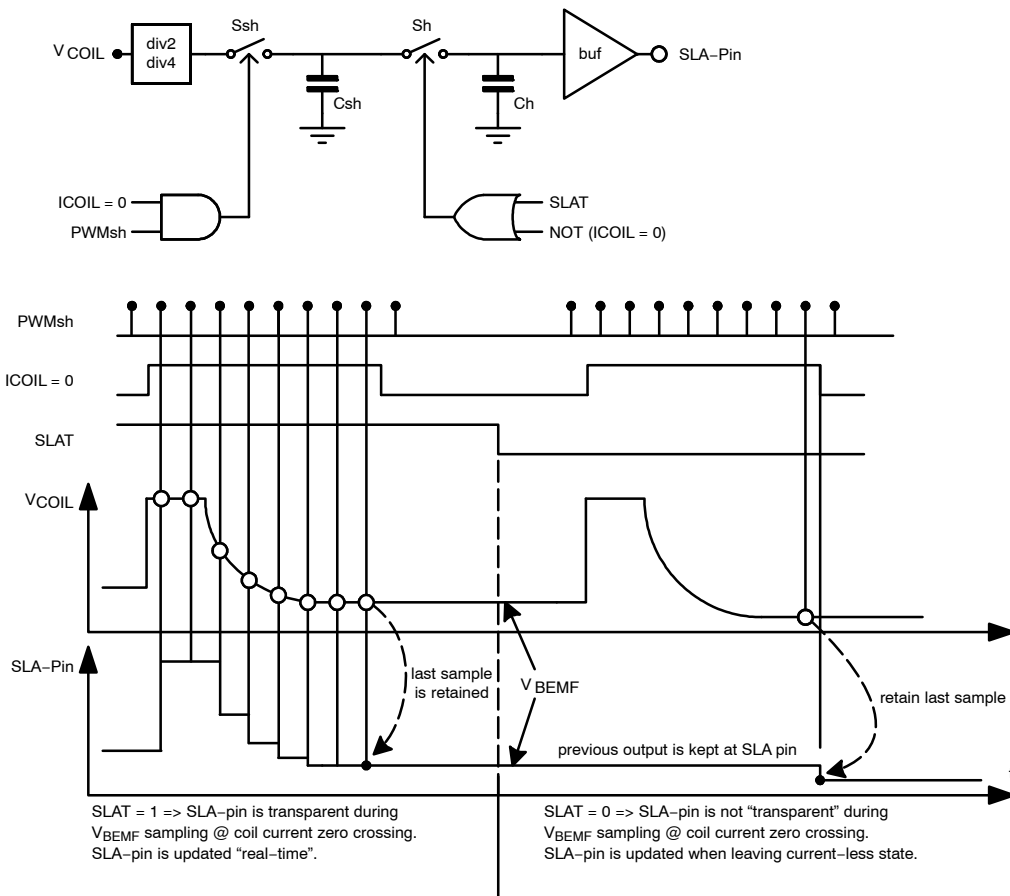 Ssh
Sh
V COIL
div2
div4
buf
SLA−Pin
Csh
Ch
ICOIL = 0
PWMsh
SLAT
NOT (ICOIL = 0)
PWMsh
ICOIL = 0
SLAT
VCOIL
SLA−Pin
last sample
is retained
V BEMF
retain last sample
previous output is kept at SLA pin
SLAT = 1 => SLA−pin is transparent during
VBEMF sampling @ coil current zero crossing.
SLA−pin is updated “real−time”.
SLAT = 0 => SLA−pin is not “transparent” during
VBEMF sampling @ coil current zero crossing.
SLA−pin is updated when leaving current−less state.